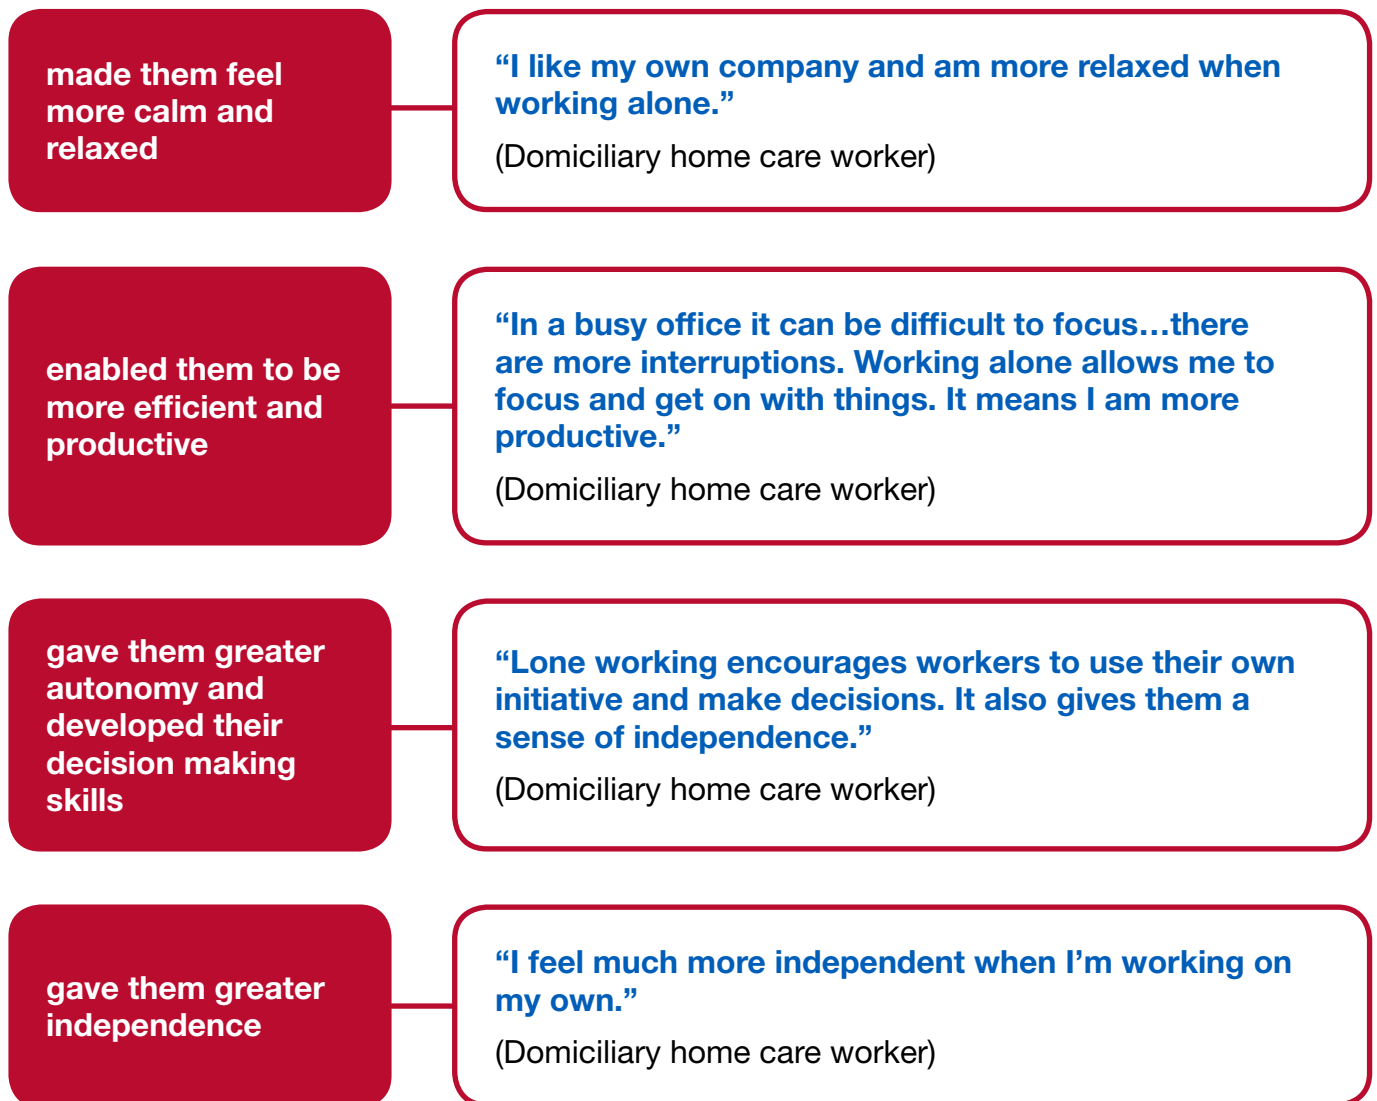 made them feel
more calm and
relaxed
“I like my own company and am more relaxed when
working alone.”
(Domiciliary home care worker)
enabled them to be
more efficient and
productive
“In a busy office it can be difficult to focus…there
are more interruptions. Working alone allows me to
focus and get on with things. It means I am more
productive.”
(Domiciliary home care worker)
gave them greater
autonomy and
developed their
decision making
skills
“Lone working encourages workers to use their own
initiative and make decisions. It also gives them a
sense of independence.”
(Domiciliary home care worker)
gave them greater
independence
“I feel much more independent when I’m working on
my own.”
(Domiciliary home care worker)